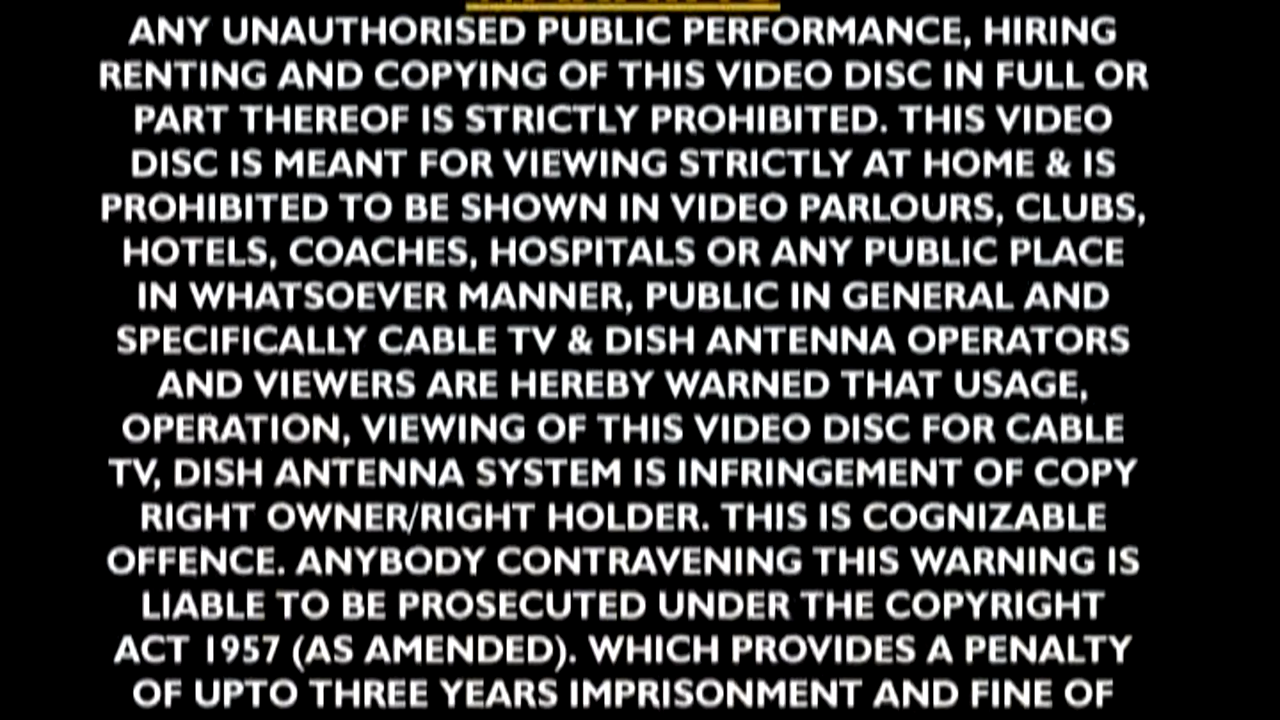 ANY UNAUTHORISED PUBLIC PERFORMANCE, HIRING
RENTING AND COPYING OF THIS VIDEO DISC IN FULL OR
PART THEREOF IS STRICTLY PROHIBITED. THIS VIDEO
DISC IS MEANT FOR VIEWING STRICTLY AT HOME & IS
PROHIBITED TO BE SHOWN IN VIDEO PARLOURS, CLUBS,
HOTELS, COACHES, HOSPITALS OR ANY PUBLIC PLACE
IN WHATSOEVER MANNER, PUBLIC IN GENERAL AND
SPECIFICALLY CABLE TV & DISH ANTENNA OPERATORS
AND VIEWERS ARE HEREBY WARNED THAT USAGE,
OPERATION, VIEWING OF THIS VIDEO DISC FOR CABLE
TV, DISH ANTENNA SYSTEM IS INFRINGEMENT OF COPY
RIGHT OWNER/RIGHT HOLDER. THIS IS COGNIZABLE
OFFENCE. ANYBODY CONTRAVENING THIS WARNING IS
LIABLE TO BE PROSECUTED UNDER THE COPYRIGHT
ACT 1957 (AS AMENDED). WHICH PROVIDES A PENALTY
OF UPTO THREE YEARS IMPRISONMENT AND FINE OF